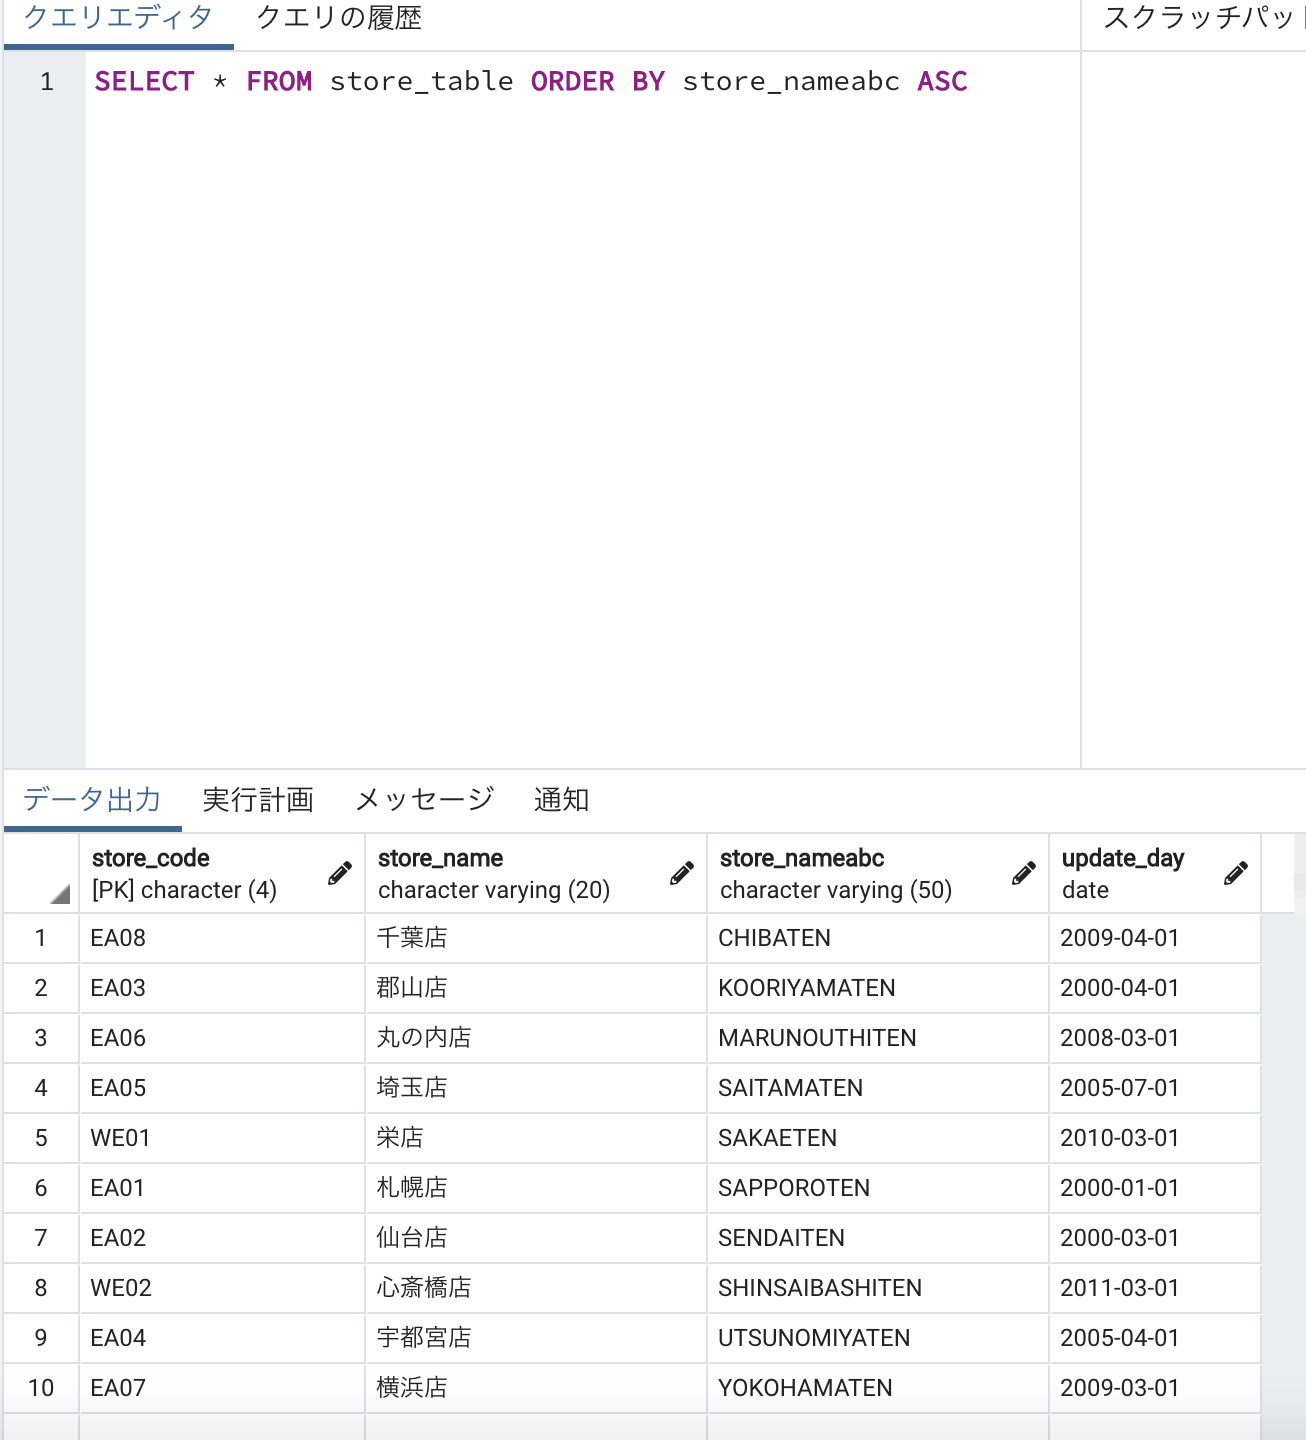 クエリエディタ クエリの履歴 スクラッチパッ
1 SELECT * FROM store_table ORDER BY store_nameabc ASC
データ出力 実行計画 メッセージ 通知
store_code store_name store_nameabc update_day
[PK] character (4) character varying (20) character varying (50) date
1 EA08 千葉店 CHIBATEN 2009-04-01
2 EA03 郡山店 KOORIYAMATEN 2000-04-01
3 EA06 丸の内店 MARUNOUTHITEN 2008-03-01
4 EA05 埼玉店 SAITAMATEN 2005-07-01
5 WE01 栄店 SAKAETEN 2010-03-01
6 EA01 札幌店 SAPPOROTEN 2000-01-01
7 EA02 仙台店 SENDAITEN 2000-03-01
8 WE02 心斎橋店 SHINSAIBASHITEN 2011-03-01
9 EA04 宇都宮店 UTSUNOMIYATEN 2005-04-01
10 EA07 横浜店 YOKOHAMATEN 2009-03-01